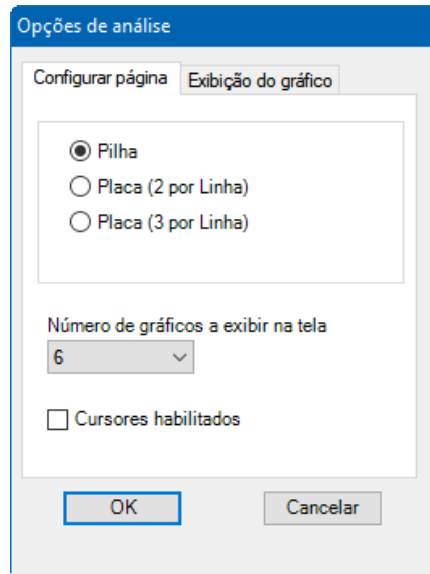 Opções de análise
Configurar página
Exibição do gráfico
Pilha
Placa (2 por Linha)
Placa (3 por Linha)
Número de gráficos a exibir na tela
6
Cursores habilitados
OK
Cancelar